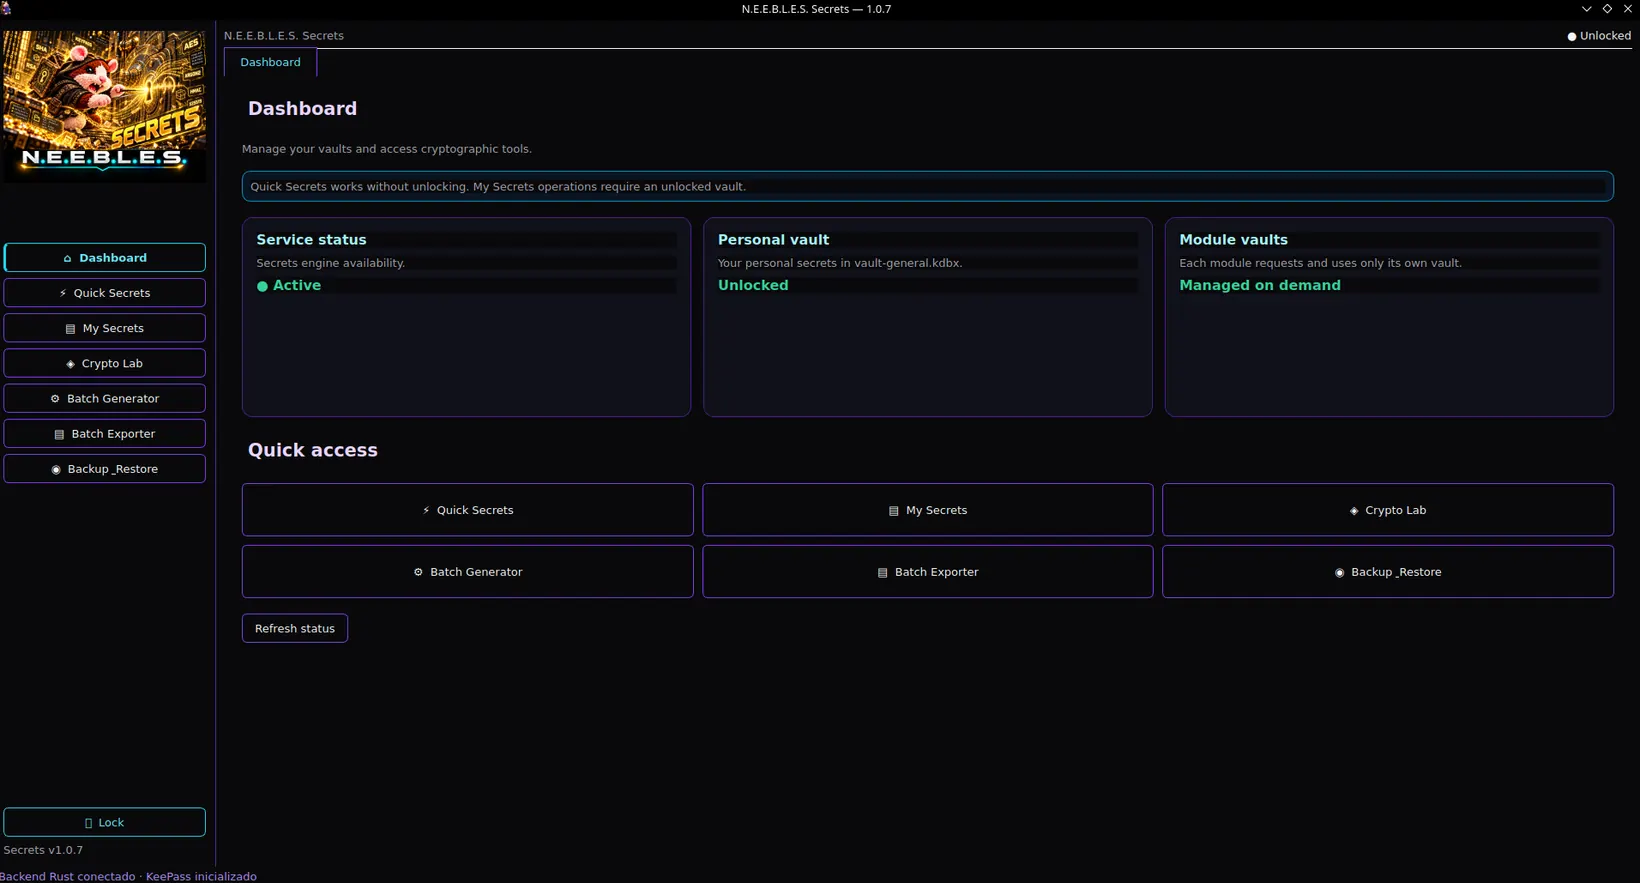 N.E.E.B.L.E.S. Secrets — 1.0.7
AES
SECRETS
N.E.E.B.L.E.S.
N.E.E.B.L.E.S. Secrets
● Unlocked
Dashboard
Dashboard
Manage your vaults and access cryptographic tools.
Quick Secrets works without unlocking. My Secrets operations require an unlocked vault.
Service status
Secrets engine availability.
● Active
Personal vault
Your personal secrets in vault-general.kdbx.
Unlocked
Module vaults
Each module requests and uses only its own vault.
Managed on demand
Quick access
⚡ Quick Secrets
▤ My Secrets
◈ Crypto Lab
⚙ Batch Generator
▤ Batch Exporter
◉ Backup _Restore
Refresh status
⌂ Dashboard
⚡ Quick Secrets
▤ My Secrets
◈ Crypto Lab
⚙ Batch Generator
▤ Batch Exporter
◉ Backup _Restore
Lock
Secrets v1.0.7
Backend Rust conectado · KeePass inicializado